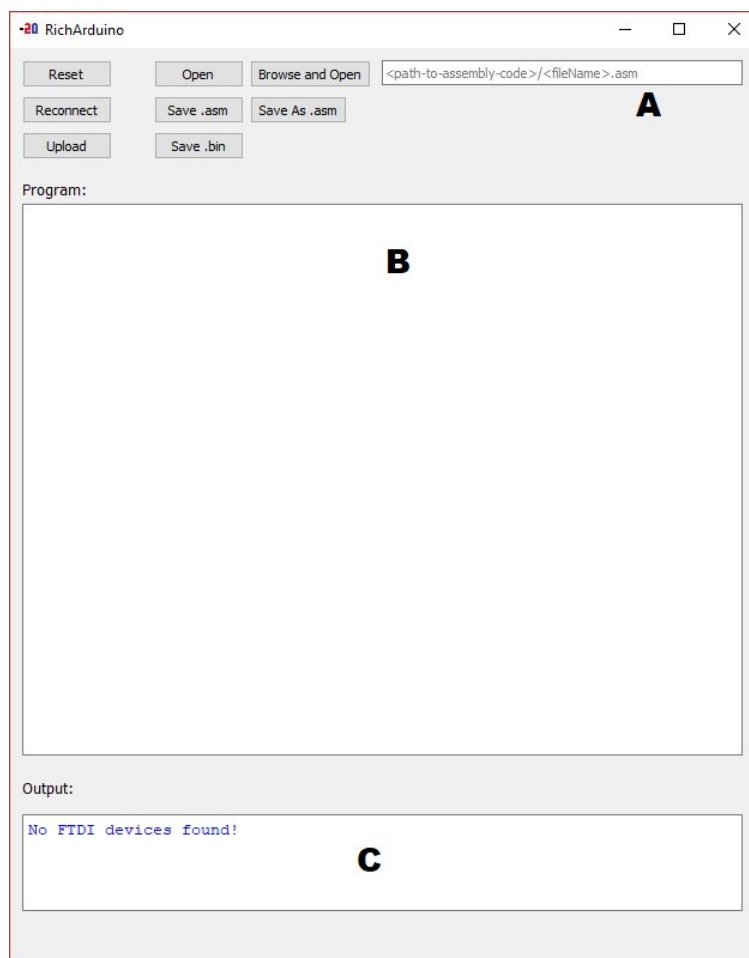 -20 RichArduino
Reset Open Browse and Open <path-to-assembly-code>/<fileName>.asm
Reconnect Save .asm Save As .asm A
Upload Save .bin
Program:
B
Output:
No FTDI devices found!
C